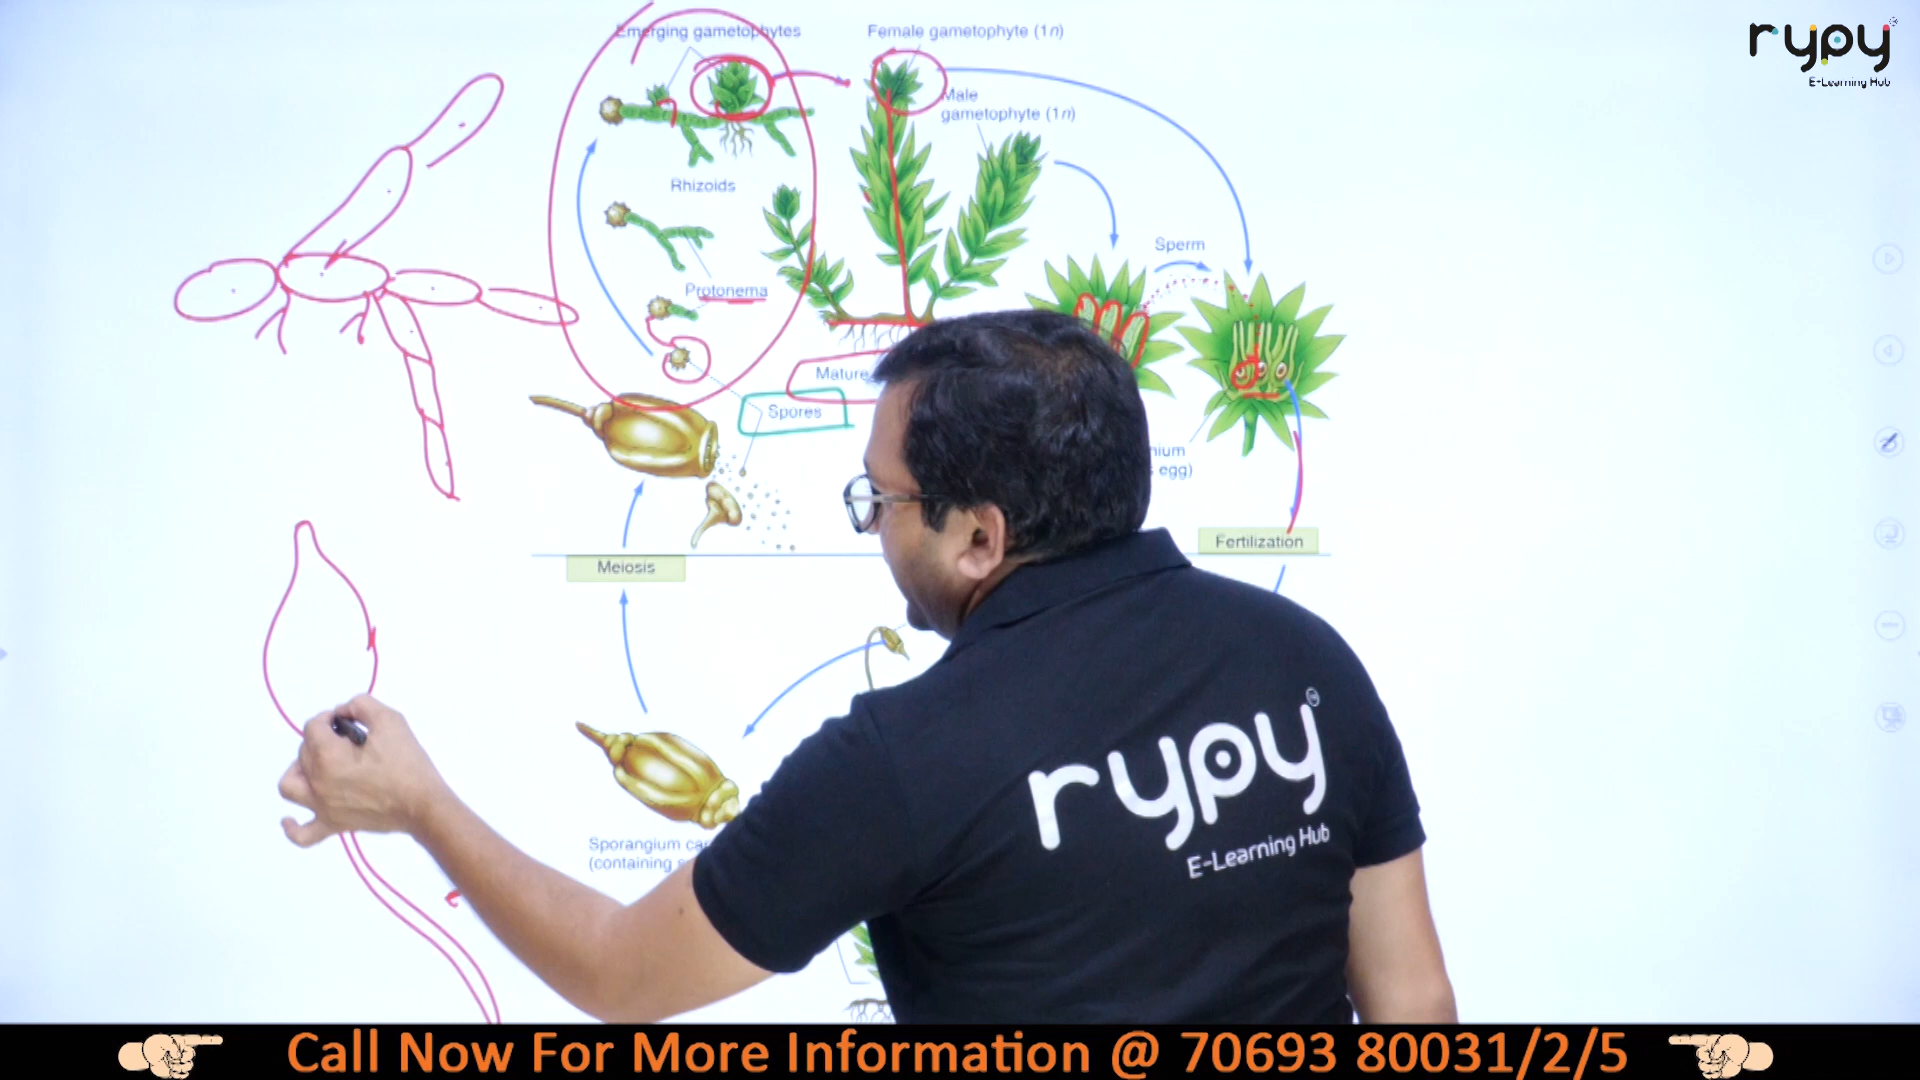 rypy
E-Learning Hub
Emerging gametophytes
Female gametophyte (1n)
Male
gametophyte (1n)
Rhizoids
Sperm
Protonema
Mature
Spores
egg)
Fertilization
Meiosis
Sporangium
(containing
rypy
E-Learning Hub
Call Now For More Information @ 70693 80031/2/5